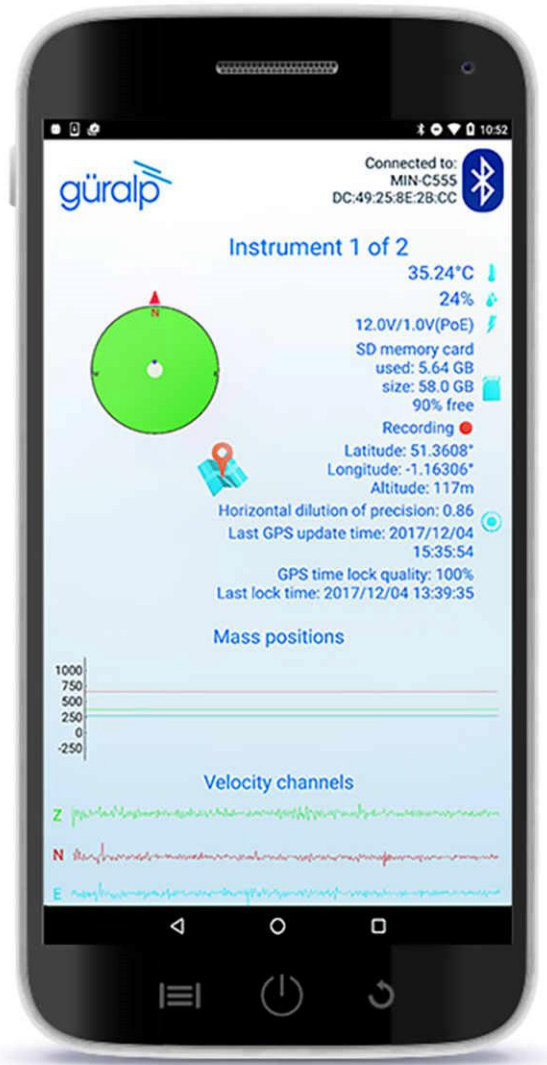 10:52
güralp
Connected to:
MIN-C555
DC:49:25:8E:2B:CC
Instrument 1 of 2
35.24°C
24%
12.0V/1.0V(PoE)
SD memory card
used: 5.64 GB
size: 58.0 GB
90% free
Recording
N
Latitude: 51.3608°
Longitude: -1.16306°
Altitude: 117m
Horizontal dilution of precision: 0.86
Last GPS update time: 2017/12/04
15:35:54
GPS time lock quality: 100%
Last lock time: 2017/12/04 13:39:35
Mass positions
1000
750
500
250
0
-250
Velocity channels
Z
N
E